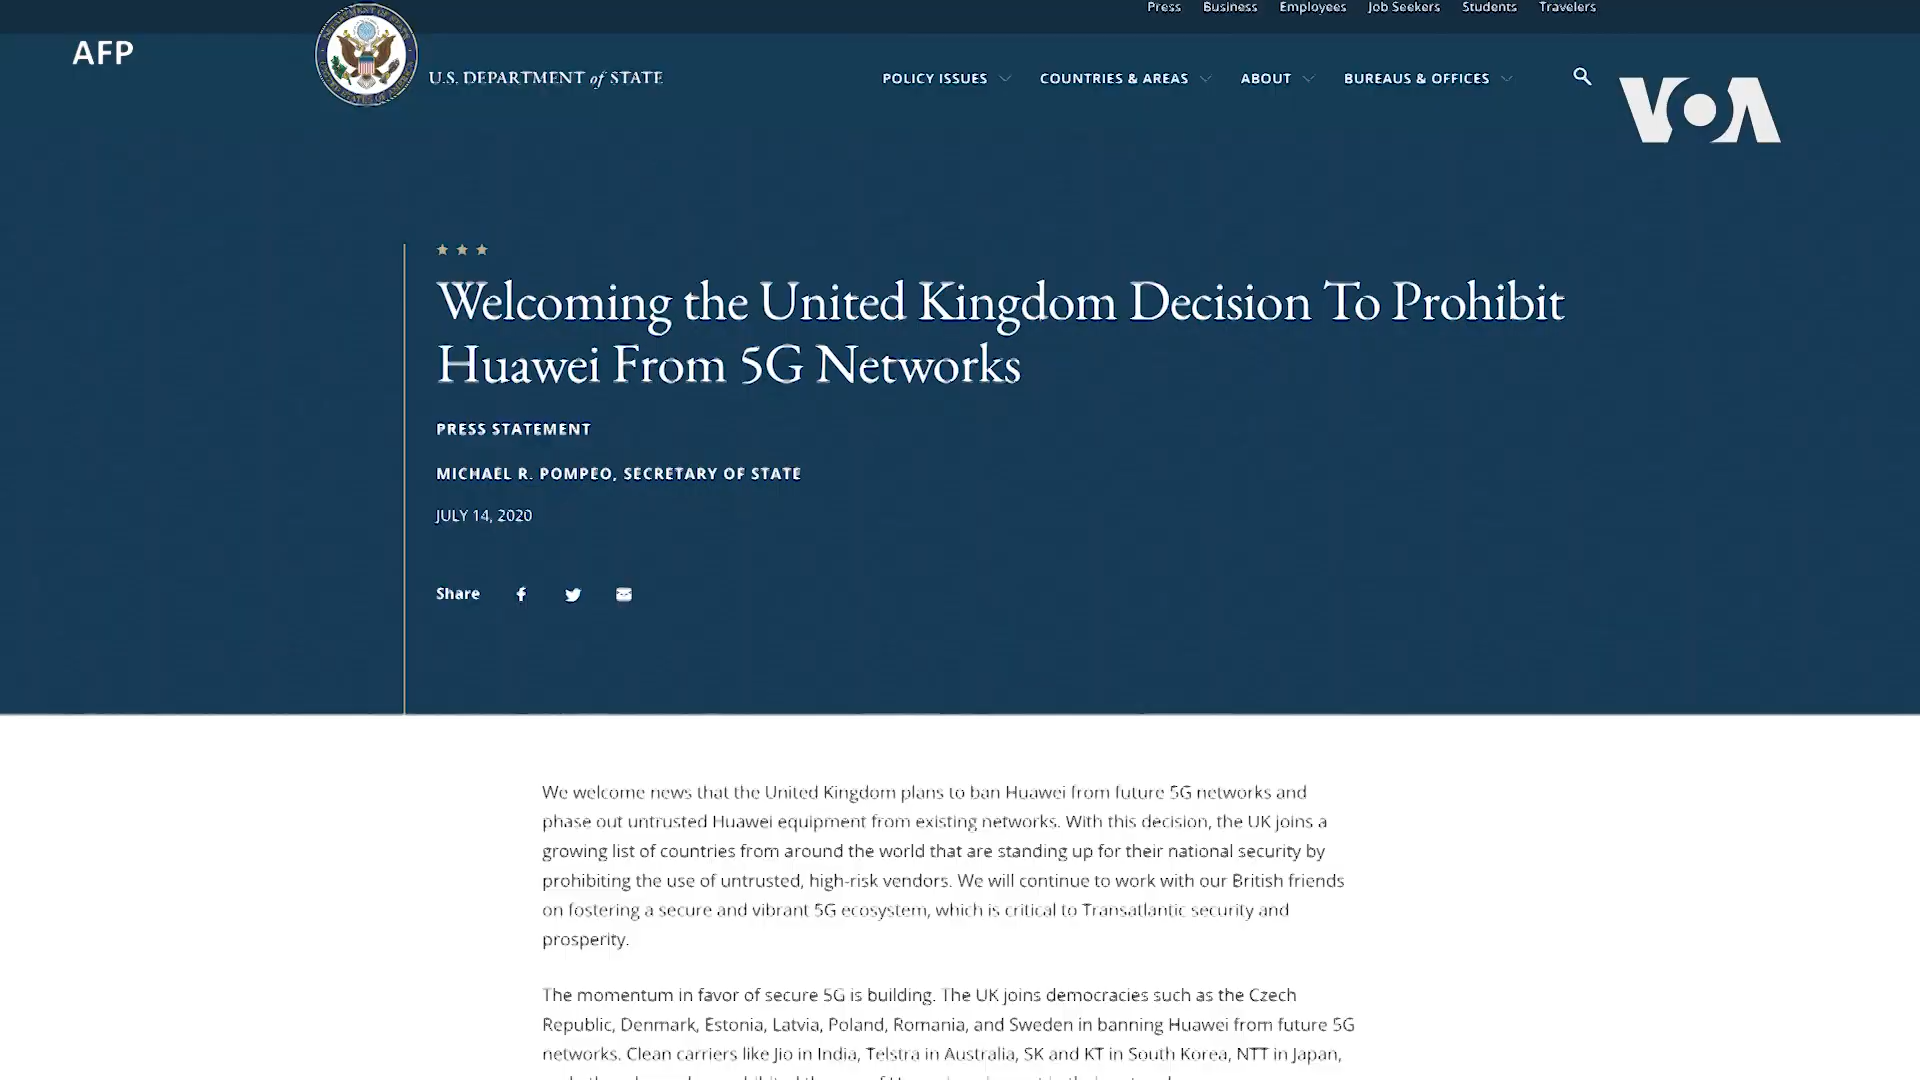 Press Business Employees Job Seekers Students Travelers
AFP
U.S. DEPARTMENT of STATE
POLICY ISSUES COUNTRIES & AREAS ABOUT BUREAUS & OFFICES
VOA
Welcoming the United Kingdom Decision To Prohibit
Huawei From 5G Networks
PRESS STATEMENT
MICHAEL R. POMPEO, SECRETARY OF STATE
JULY 14, 2020
Share
We welcome news that the United Kingdom plans to ban Huawei from future 5G networks and
phase out untrusted Huawei equipment from existing networks. With this decision, the UK joins a
growing list of countries from around the world that are standing up for their national security by
prohibiting the use of untrusted, high-risk vendors. We will continue to work with our British friends
on fostering a secure and vibrant 5G ecosystem, which is critical to Transatlantic security and
prosperity.
The momentum in favor of secure 5G is building. The UK joins democracies such as the Czech
Republic, Denmark, Estonia, Latvia, Poland, Romania, and Sweden in banning Huawei from future 5G
networks. Clean carriers like Jio in India, Telstra in Australia, SK and KT in South Korea, NTT in Japan,